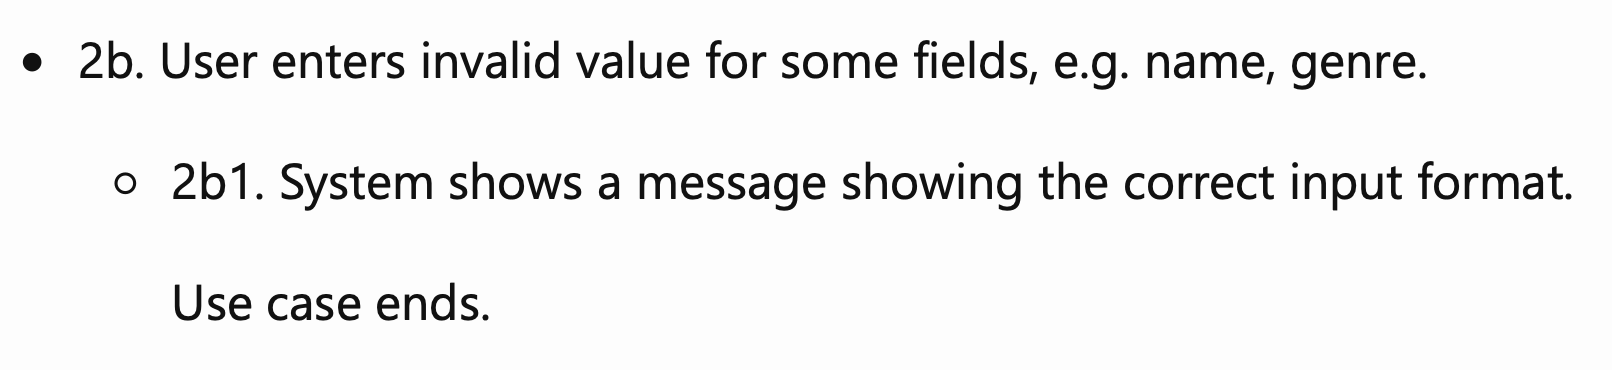 • 2b. User enters invalid value for some fields, e.g. name, genre.
○ 2b1. System shows a message showing the correct input format.
Use case ends.